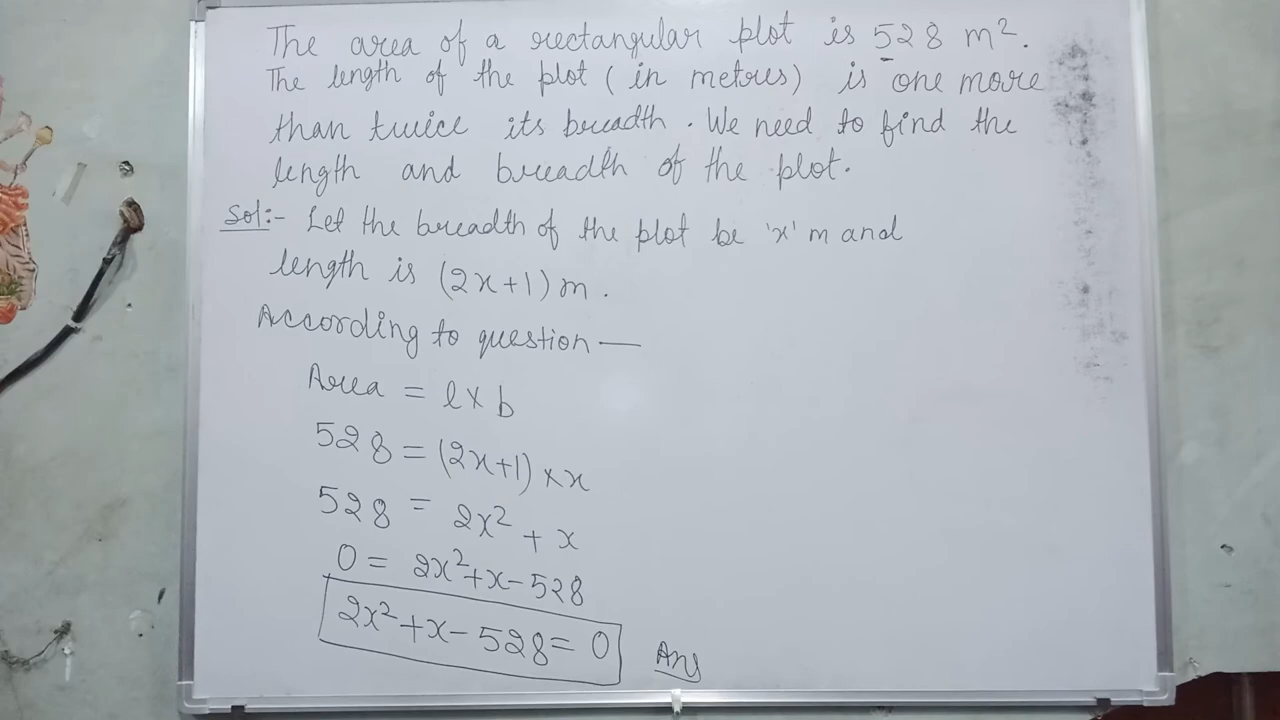 The area of a rectangular plot is 528 m².
The length of the plot (in metres) is one more
than twice its breadth. We need to find the
length and breadth of the plot.
Sol:- Let the breadth of the plot be 'x' m and
length is (2x+1)m.
According to question —
Area = l×b
528 = (2x+1)×x
528 = 2x² + x
0 = 2x²+x-528
2x²+x-528=0 Ans